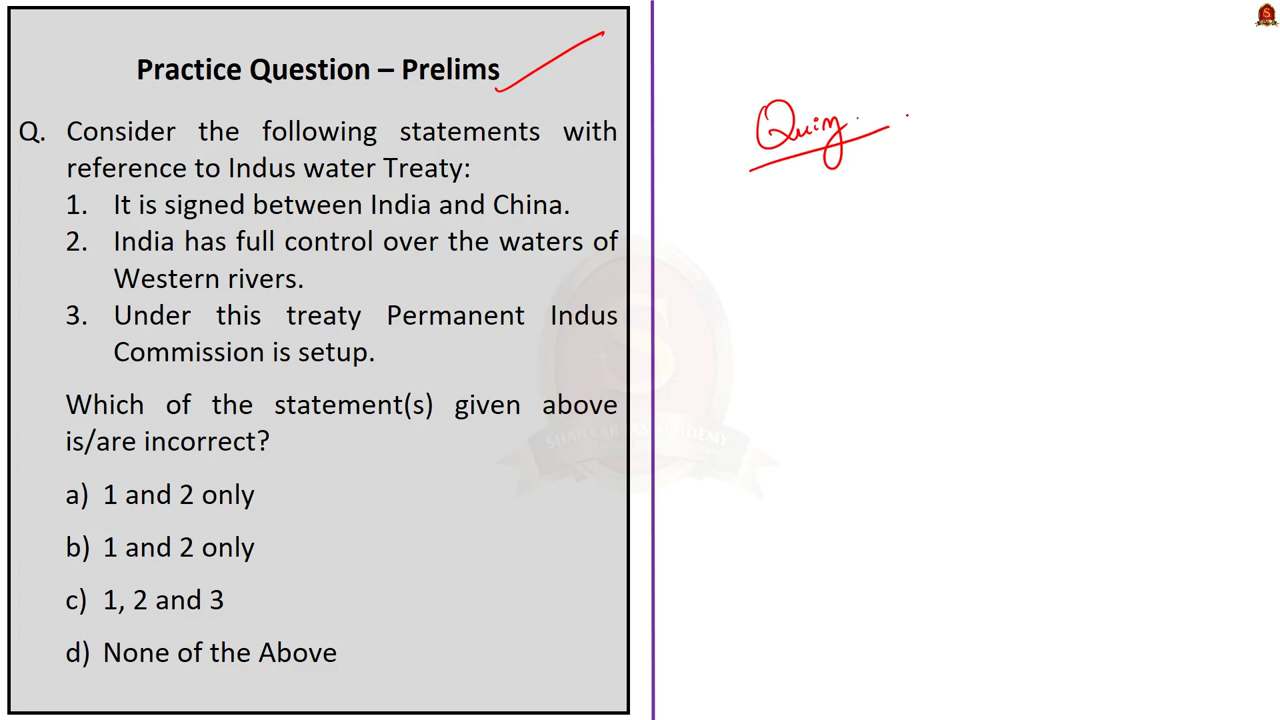 Practice Question – Prelims
Q. Consider the following statements with
reference to Indus water Treaty:
1. It is signed between India and China.
2. India has full control over the waters of
Western rivers.
3. Under this treaty Permanent Indus
Commission is setup.
Which of the statement(s) given above
is/are incorrect?
a) 1 and 2 only
b) 1 and 2 only
c) 1, 2 and 3
d) None of the Above
Quiz
SHANKAR IAS ACADEMY